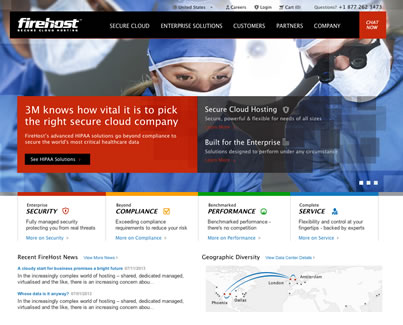 United States
Careers
Login
Cart (0)
Questions? +1 877 262 3473
firehost
SECURE CLOUD HOSTING
SECURE CLOUD
ENTERPRISE SOLUTIONS
CUSTOMERS
PARTNERS
COMPANY
CHAT NOW
3M knows how vital it is to pick
the right secure cloud company
FireHost's advanced HIPAA solutions go beyond compliance to
secure the world's most critical healthcare data
See HIPAA Solutions
Secure Cloud Hosting
Secure, powerful & flexible for needs of all sizes
Learn More
Built for the Enterprise
Solutions designed to perform under any circumstance
Learn More
Enterprise
SECURITY
Fully managed security
protecting you from real threats
More on Security >
Beyond
COMPLIANCE
Exceeding compliance
requirements to reduce your risk
More on Compliance >
Benchmarked
PERFORMANCE
Benchmarked performance -
there's no competition
More on Performance >
Complete
SERVICE
Flexibility and control at your
fingertips - backed by experts
More on Service >
Recent FireHost News
View More News >
A cloudy start for business premises a bright future 07/11/2013
In the increasingly complex world of hosting – shared, dedicated, managed,
virtualised and the like, there is an increasing concern abou..
Whose data is it anyway? 07/01/2013
In the increasingly complex world of hosting – shared, dedicated, managed,
virtualised and the like, there is an increasing concern abou..
Geographic Diversity
View Data Center Details >
Phoenix
Dallas
London
Amsterdam